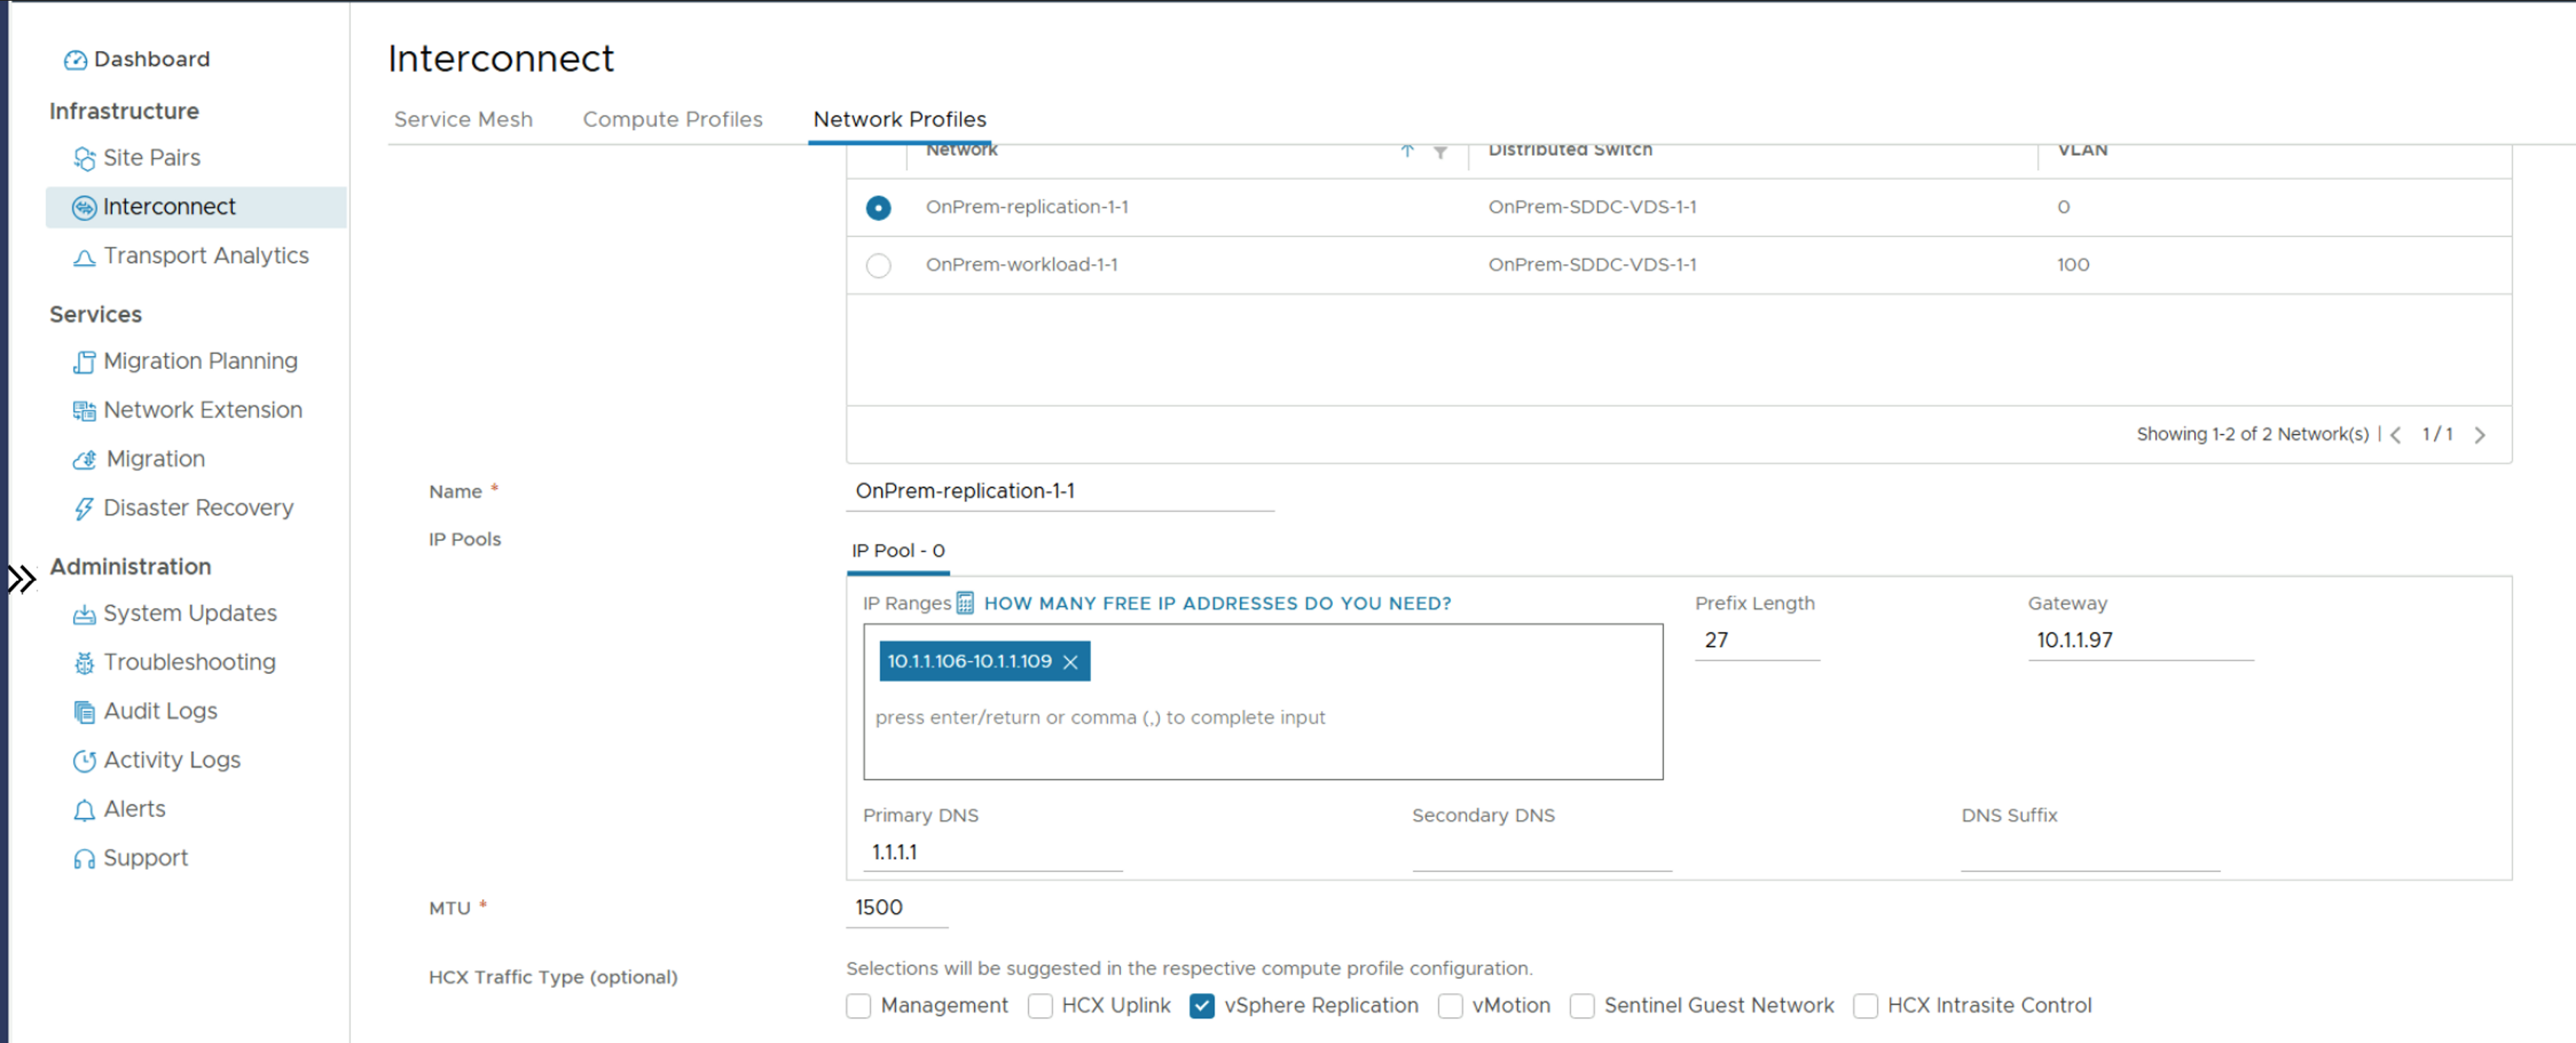 Dashboard
Infrastructure
Site Pairs
Interconnect
Transport Analytics
Services
Migration Planning
Network Extension
Migration
Disaster Recovery
Administration
System Updates
Troubleshooting
Audit Logs
Activity Logs
Alerts
Support
Interconnect
Service Mesh Compute Profiles Network Profiles
Network Distributed Switch VLAN
OnPrem-replication-1-1 OnPrem-SDDC-VDS-1-1 0
OnPrem-workload-1-1 OnPrem-SDDC-VDS-1-1 100
Showing 1-2 of 2 Network(s) | < 1 / 1 >
Name * OnPrem-replication-1-1
IP Pools
IP Pool - 0
IP Ranges HOW MANY FREE IP ADDRESSES DO YOU NEED? Prefix Length Gateway
10.1.1.106-10.1.1.109 27 10.1.1.97
press enter/return or comma (,) to complete input
Primary DNS Secondary DNS DNS Suffix
1.1.1.1
MTU * 1500
HCX Traffic Type (optional) Selections will be suggested in the respective compute profile configuration.
Management HCX Uplink vSphere Replication vMotion Sentinel Guest Network HCX Intrasite Control